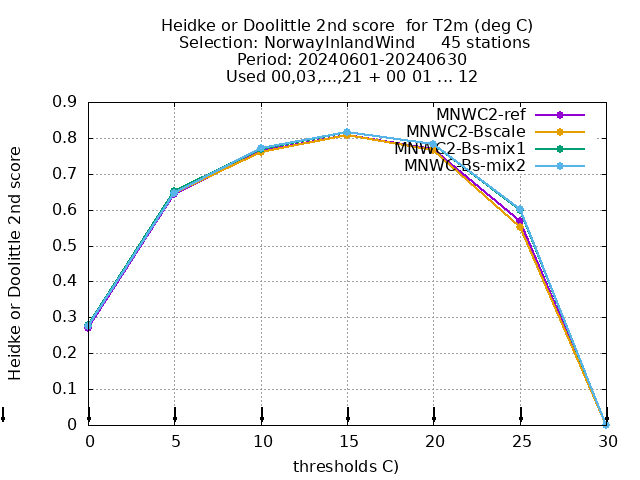 Heidke or Doolittle 2nd score  for T2m (deg C)
Selection: NorwayInlandWind     45 stations
Period: 20240601-20240630
Used 00,03,...,21 + 00 01 ... 12
Heidke or Doolittle 2nd score
0.9
0.8
0.7
0.6
0.5
0.4
0.3
0.2
0.1
0
MNWC2-ref
MNWC2-Bscale
MNWC2-Bs-mix1
MNWC-Bs-mix2
0 5 10 15 20 25 30
thresholds C)